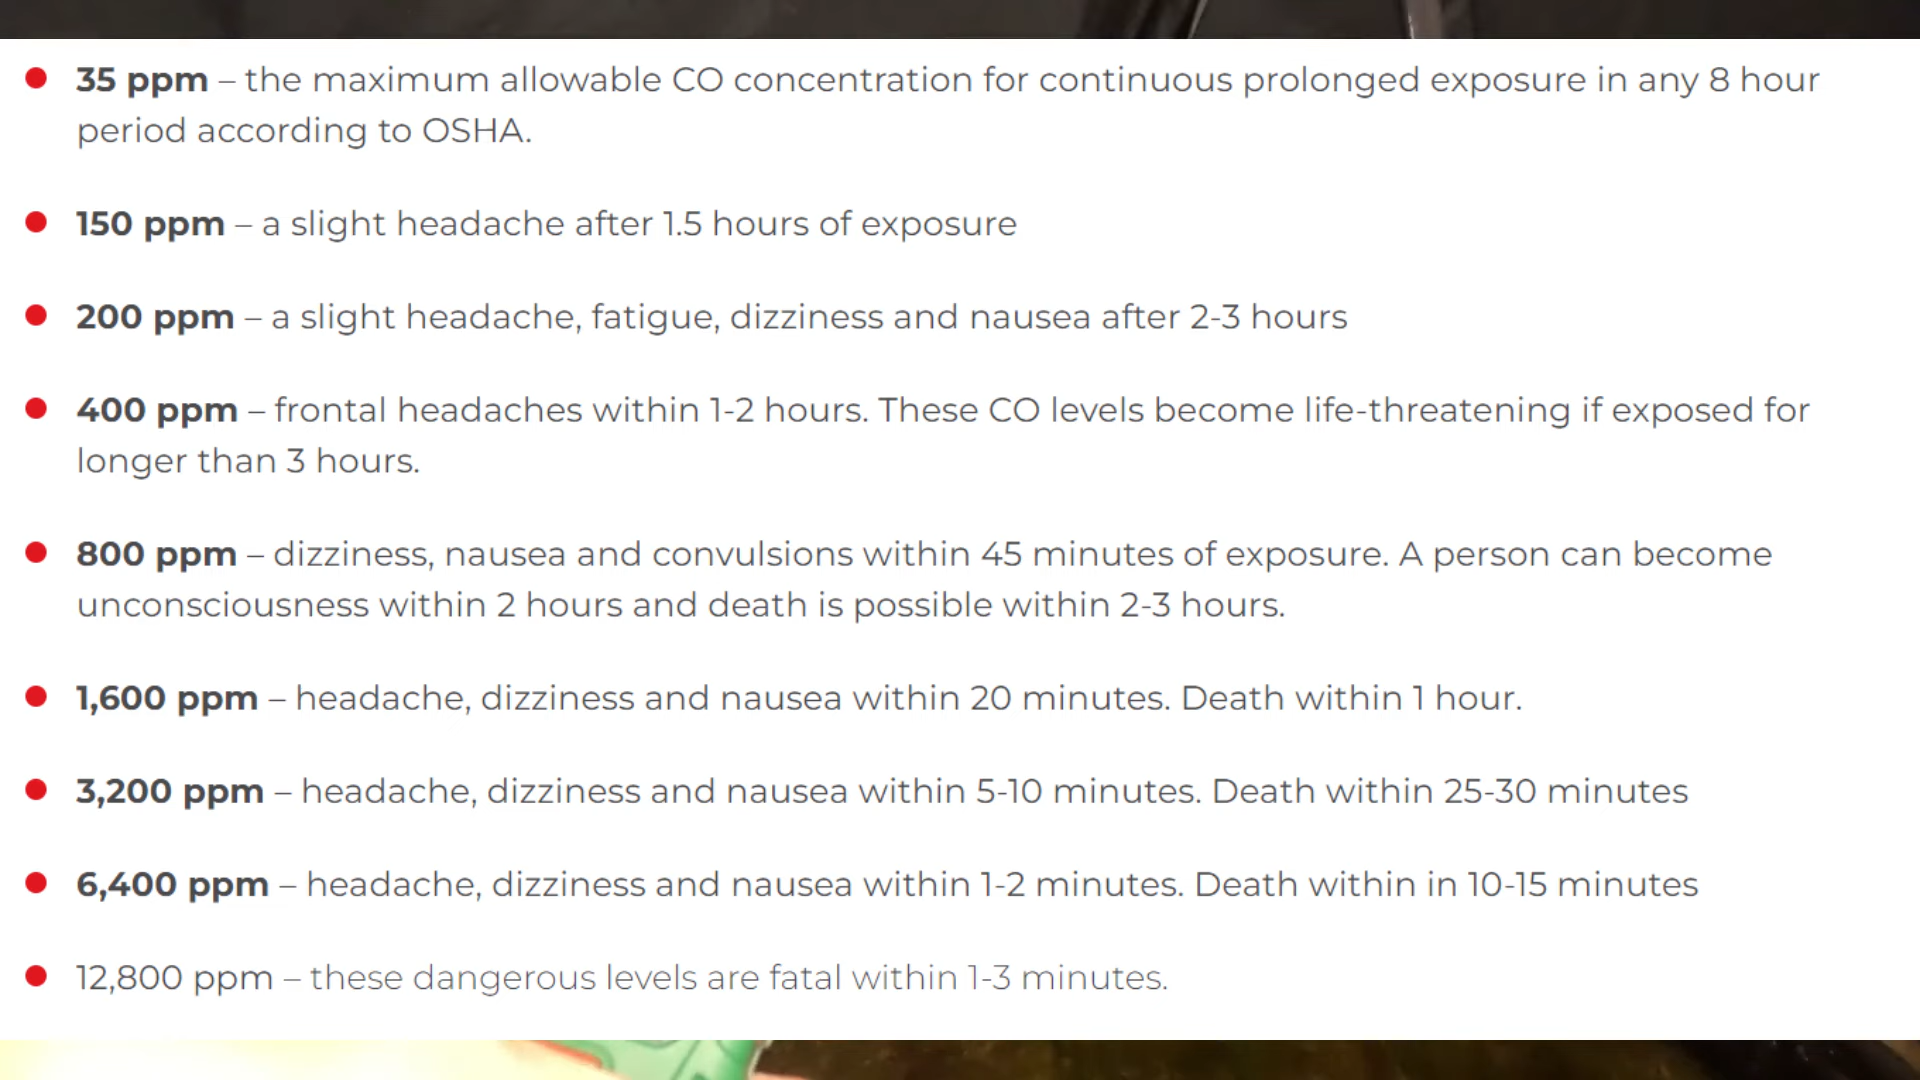 35 ppm – the maximum allowable CO concentration for continuous prolonged exposure in any 8 hour
period according to OSHA.
150 ppm – a slight headache after 1.5 hours of exposure
200 ppm – a slight headache, fatigue, dizziness and nausea after 2-3 hours
400 ppm – frontal headaches within 1-2 hours. These CO levels become life-threatening if exposed for
longer than 3 hours.
800 ppm – dizziness, nausea and convulsions within 45 minutes of exposure. A person can become
unconsciousness within 2 hours and death is possible within 2-3 hours.
1,600 ppm – headache, dizziness and nausea within 20 minutes. Death within 1 hour.
3,200 ppm – headache, dizziness and nausea within 5-10 minutes. Death within 25-30 minutes
6,400 ppm – headache, dizziness and nausea within 1-2 minutes. Death within in 10-15 minutes
12,800 ppm – these dangerous levels are fatal within 1-3 minutes.